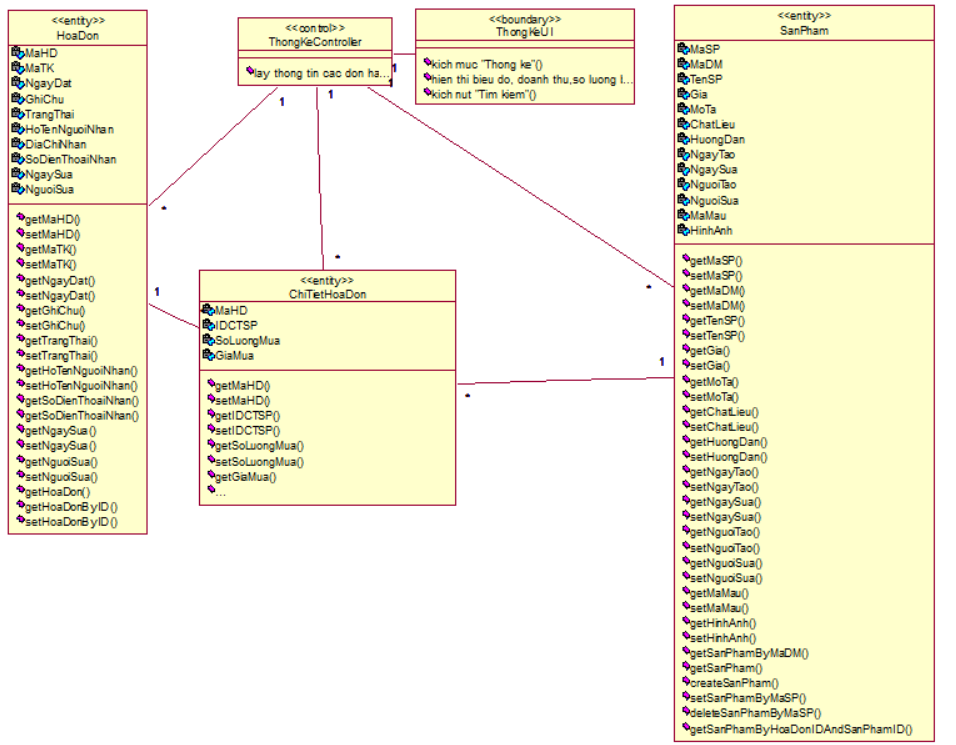 <<entity>>
HoaDon
MaHD
MaTK
NgayDat
GhiChu
TrangThai
HoTenNguoiNhan
DiaChiNhan
SoDienThoaiNhan
NgaySua
NguoiSua
getMaHD()
setMaHD()
getMaTK()
setMaTK()
getNgayDat()
setNgayDat()
getGhiChu()
setGhiChu()
getTrangThai()
setTrangThai()
getHoTenNguoiNhan()
setHoTenNguoiNhan()
getSoDienThoaiNhan()
getSoDienThoaiNhan()
getNgaySua()
setNgaySua()
getNguoiSua()
setNguoiSua()
getHoaDon()
getHoaDonByID()
setHoaDonByID()
<<control>>
ThongKeController
lay thong tin cac don ha...
<<boundary>>
ThongKeUI
kich muc "Thong ke"()
hien thi bieu do, doanh thu,so luong l...
kich nut "Tim kiem"()
1
1
1
1
1
*
*
*
<<entity>>
ChiTietHoaDon
MaHD
IDCTSP
SoLuongMua
GiaMua
getMaHD()
setMaHD()
getIDCTSP()
setIDCTSP()
getSoLuongMua()
setSoLuongMua()
getGiaMua()
...
1
*
<<entity>>
SanPham
MaSP
MaDM
TenSP
Gia
MoTa
ChatLieu
HuongDan
NgayTao
NgaySua
NguoiTao
NguoiSua
MaMau
HinhAnh
getMaSP()
setMaSP()
getMaDM()
setMaDM()
getTenSP()
setTenSP()
getGia()
setGia()
getMoTa()
setMoTa()
getChatLieu()
setChatLieu()
getHuongDan()
setHuongDan()
getNgayTao()
setNgayTao()
getNgaySua()
setNgaySua()
getNguoiTao()
setNguoiTao()
getNguoiSua()
setNguoiSua()
getMaMau()
setMaMau()
getHinhAnh()
setHinhAnh()
getSanPhamByMaDM()
getSanPham()
createSanPham()
setSanPhamByMaSP()
deleteSanPhamByMaSP()
getSanPhamByHoaDonIDAndSanPhamID()